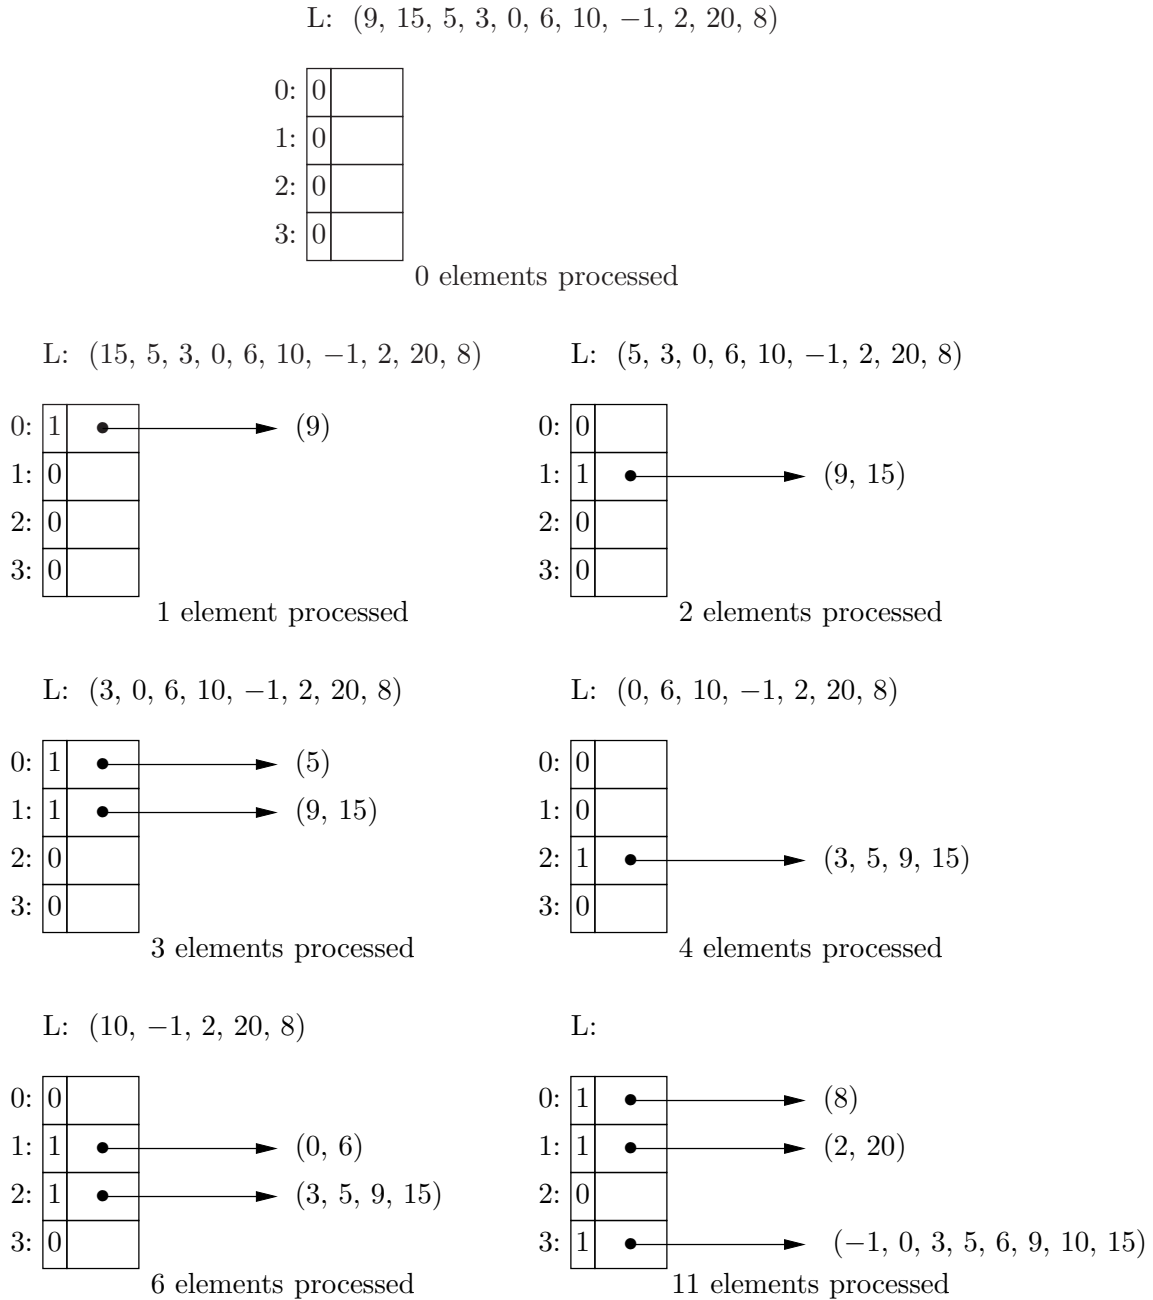 L: (9, 15, 5, 3, 0, 6, 10, −1, 2, 20, 8)
0: 0
1: 0
2: 0
3: 0
0 elements processed
L: (15, 5, 3, 0, 6, 10, −1, 2, 20, 8)
0: 1 (9)
1: 0
2: 0
3: 0
1 element processed
L: (5, 3, 0, 6, 10, −1, 2, 20, 8)
0: 0
1: 1 (9, 15)
2: 0
3: 0
2 elements processed
L: (3, 0, 6, 10, −1, 2, 20, 8)
0: 1 (5)
1: 1 (9, 15)
2: 0
3: 0
3 elements processed
L: (0, 6, 10, −1, 2, 20, 8)
0: 0
1: 0
2: 1 (3, 5, 9, 15)
3: 0
4 elements processed
L: (10, −1, 2, 20, 8)
0: 0
1: 1 (0, 6)
2: 1 (3, 5, 9, 15)
3: 0
6 elements processed
L:
0: 1 (8)
1: 1 (2, 20)
2: 0
3: 1 (−1, 0, 3, 5, 6, 9, 10, 15)
11 elements processed